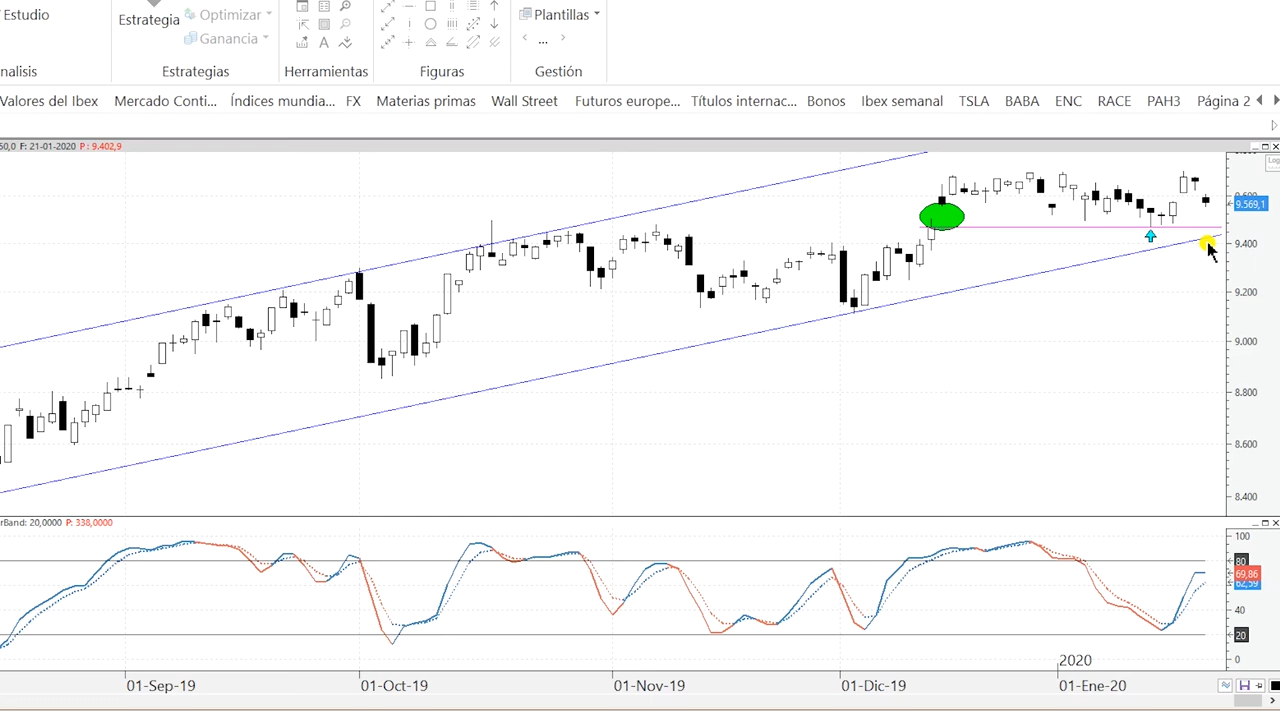 Estudio
Estrategia
Optimizar
Ganancia
Plantillas
...
nalisis
Estrategias
Herramientas
Figuras
Gestión
Valores del Ibex Mercado Conti... Índices mundia... FX Materias primas Wall Street Futuros europe... Títulos internac... Bonos Ibex semanal TSLA BABA ENC RACE PAH3 Página 2
50,0 F: 21-01-2020 P: 9.402,9
Log
9.600
9.569,1
9.400
9.200
9.000
8.800
8.600
8.400
rBand: 20,0000 P: 338,0000
100
80
69,86
62,59
40
20
0
2020
01-Sep-19 01-Oct-19 01-Nov-19 01-Dic-19 01-Ene-20